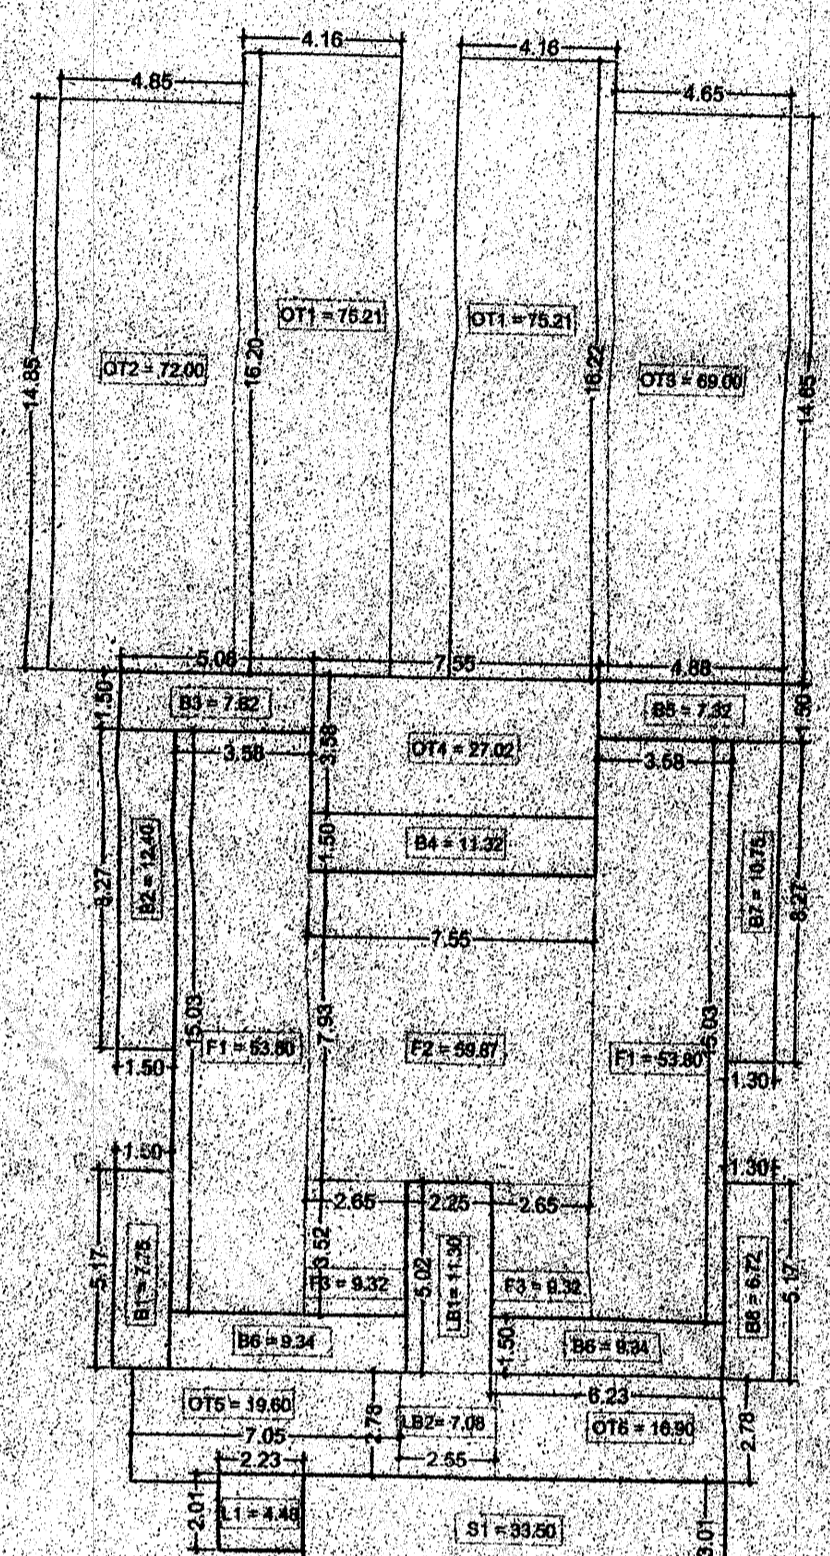 4.16
4.16
4.85
4.65
OT1 = 75.21
OT1 = 75.21
OT2 = 72.00
16.20
16.22
OT3 = 69.00
14.85
14.85
5.08
7.55
4.88
1.50
B3 = 7.62
B5 = 7.32
1.50
3.58
3.58
OT4 = 27.02
3.58
1.50
B4 = 11.32
B2 = 12.40
8.27
B7 = 10.75
8.27
7.55
15.03
7.93
15.03
F1 = 53.80
F2 = 59.87
F1 = 53.80
1.50
1.30
1.50
1.30
2.65
2.25
2.65
3.52
5.17
B1 = 7.75
F3 = 9.32
5.02
LB1 = 11.30
F3 = 9.32
B8 = 6.72
5.17
B6 = 9.34
1.50
B6 = 9.34
6.23
OT5 = 19.60
2.78
LB2 = 7.08
OT6 = 16.90
2.78
7.05
2.23
2.55
2.01
L1 = 4.48
S1 = 33.50
3.01